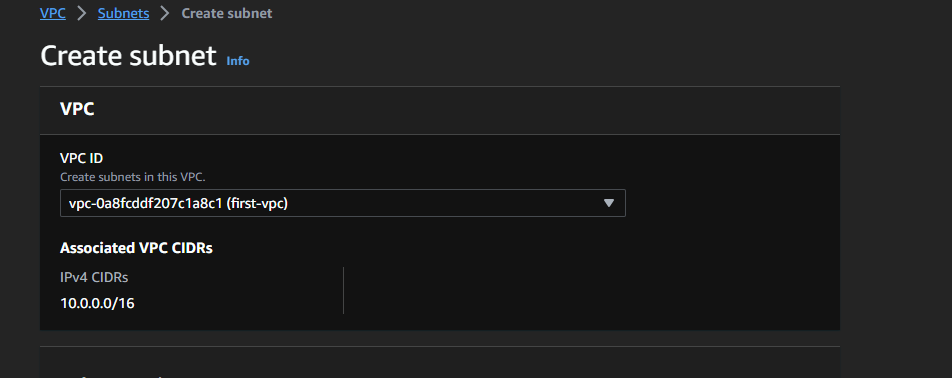 VPC > Subnets > Create subnet
Create subnet Info
VPC
VPC ID
Create subnets in this VPC.
vpc-0a8fcddf207c1a8c1 (first-vpc)
Associated VPC CIDRs
IPv4 CIDRs
10.0.0.0/16